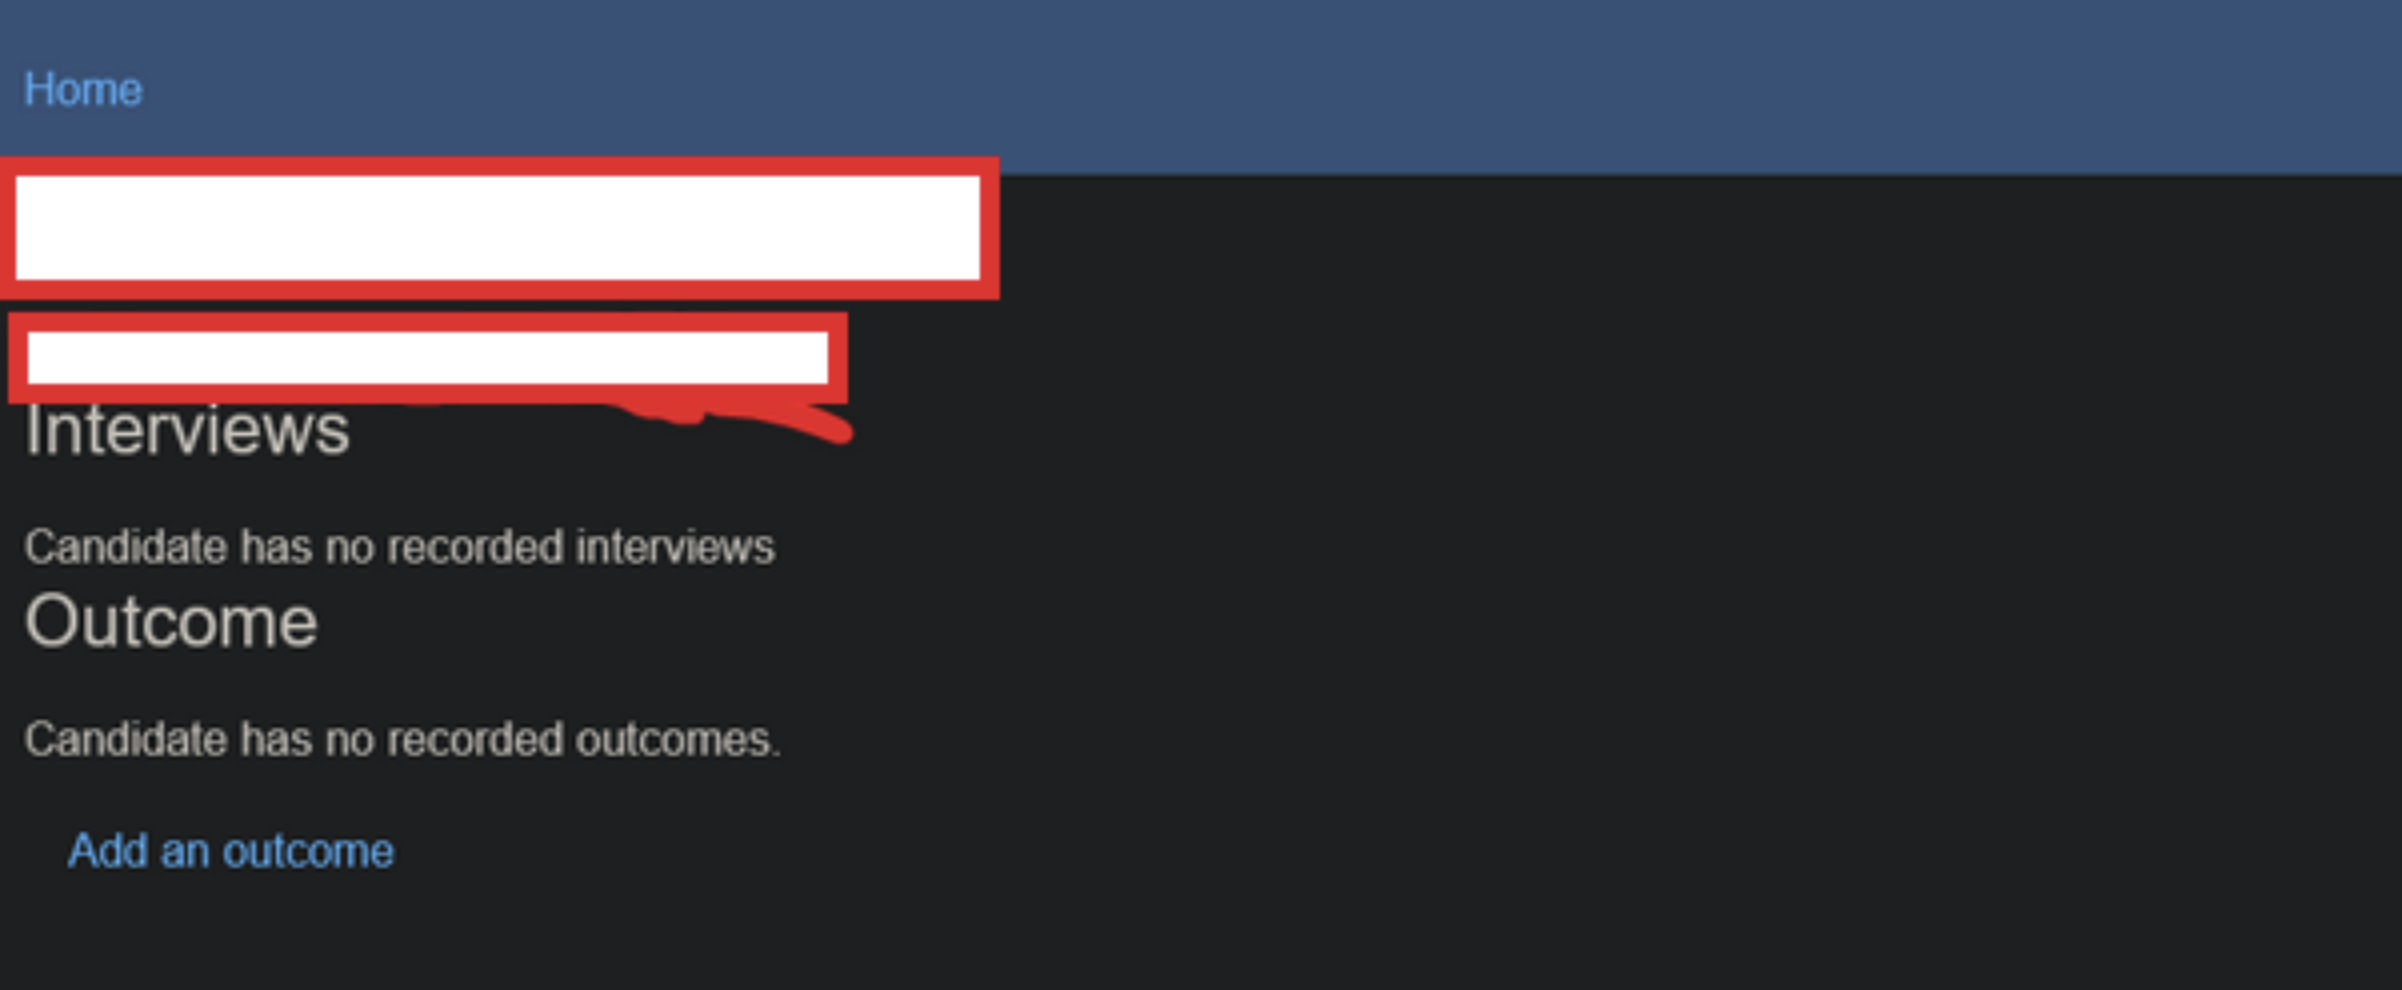 Home
Interviews
Candidate has no recorded interviews
Outcome
Candidate has no recorded outcomes.
Add an outcome